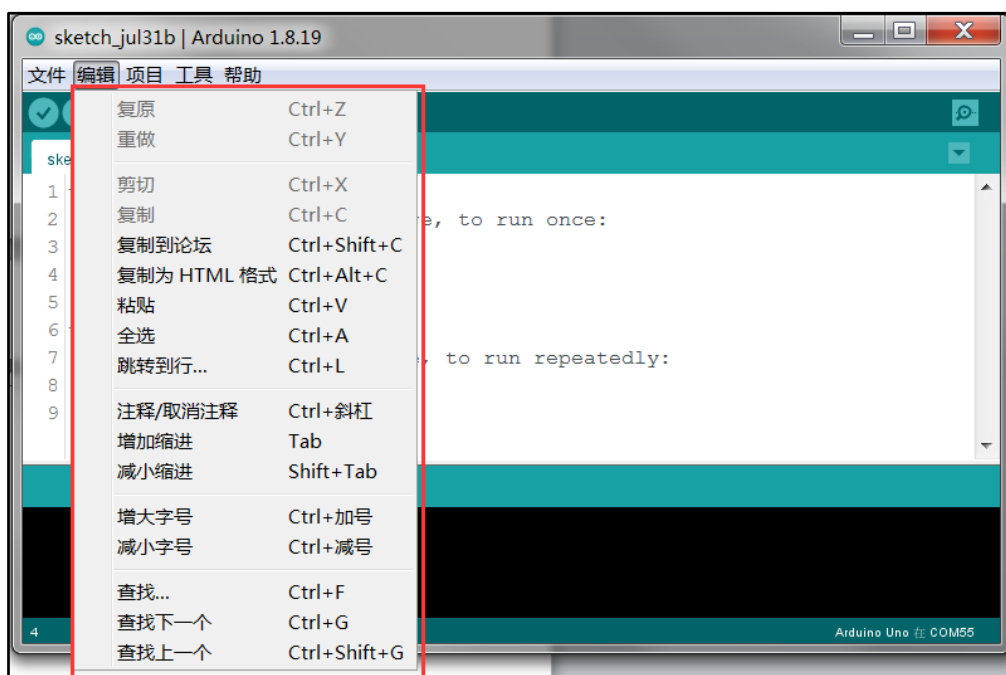 sketch_jul31b | Arduino 1.8.19
文件 编辑 项目 工具 帮助
复原 Ctrl+Z
重做 Ctrl+Y
ske
剪切 Ctrl+X
复制 Ctrl+C
复制到论坛 Ctrl+Shift+C
复制为 HTML 格式 Ctrl+Alt+C
粘贴 Ctrl+V
全选 Ctrl+A
跳转到行... Ctrl+L
注释/取消注释 Ctrl+斜杠
增加缩进 Tab
减小缩进 Shift+Tab
增大字号 Ctrl+加号
减小字号 Ctrl+减号
查找... Ctrl+F
查找下一个 Ctrl+G
查找上一个 Ctrl+Shift+G
1
2 e, to run once:
3
4
5
6
7 , to run repeatedly:
8
9
4 Arduino Uno 在 COM55